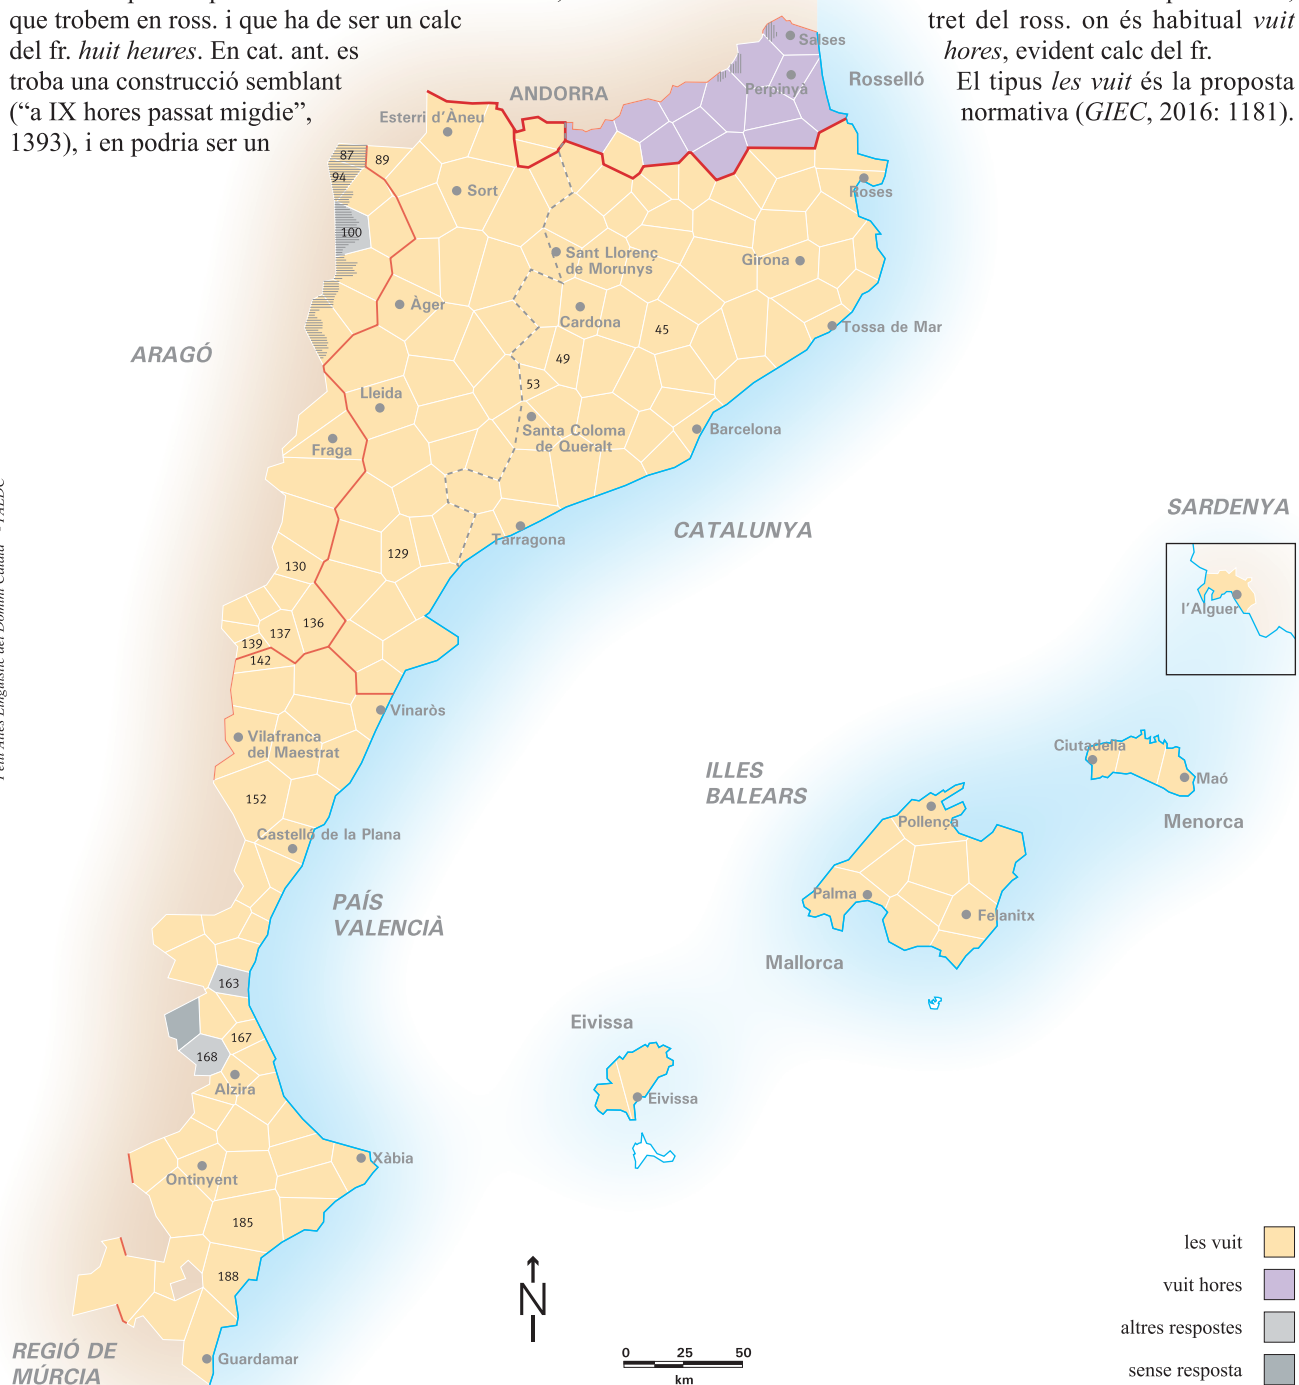 que trobem en ross. i que ha de ser un calc
del fr. huit heures. En cat. ant. es
troba una construcció semblant
(“a IX hores passat migdie”,
1393), i en podria ser un
tret del ross. on és habitual vuit
hores, evident calc del fr.
El tipus les vuit és la proposta
normativa (GIEC, 2016: 1181).
Salses
Rosselló
Perpinyà
ANDORRA
Esterri d’Àneu
87
89
94
Sort
Roses
100
Sant Llorenç
de Morunys
Girona
Àger
Cardona
45
Tossa de Mar
ARAGÓ
49
53
Lleida
Santa Coloma
de Queralt
Barcelona
Fraga
SARDENYA
CATALUNYA
Tarragona
129
130
l’Alguer
136
137
139
142
Vinaròs
Vilafranca
del Maestrat
Ciutadella
Maó
ILLES
BALEARS
152
Pollença
Menorca
Castelló de la Plana
Palma
PAÍS
VALENCIÀ
Felanitx
Mallorca
163
Eivissa
167
168
Alzira
Eivissa
Xàbia
Ontinyent
185
188
N
REGIÓ DE
MÚRCIA
Guardamar
0 25 50
km
les vuit
vuit hores
altres respostes
sense resposta